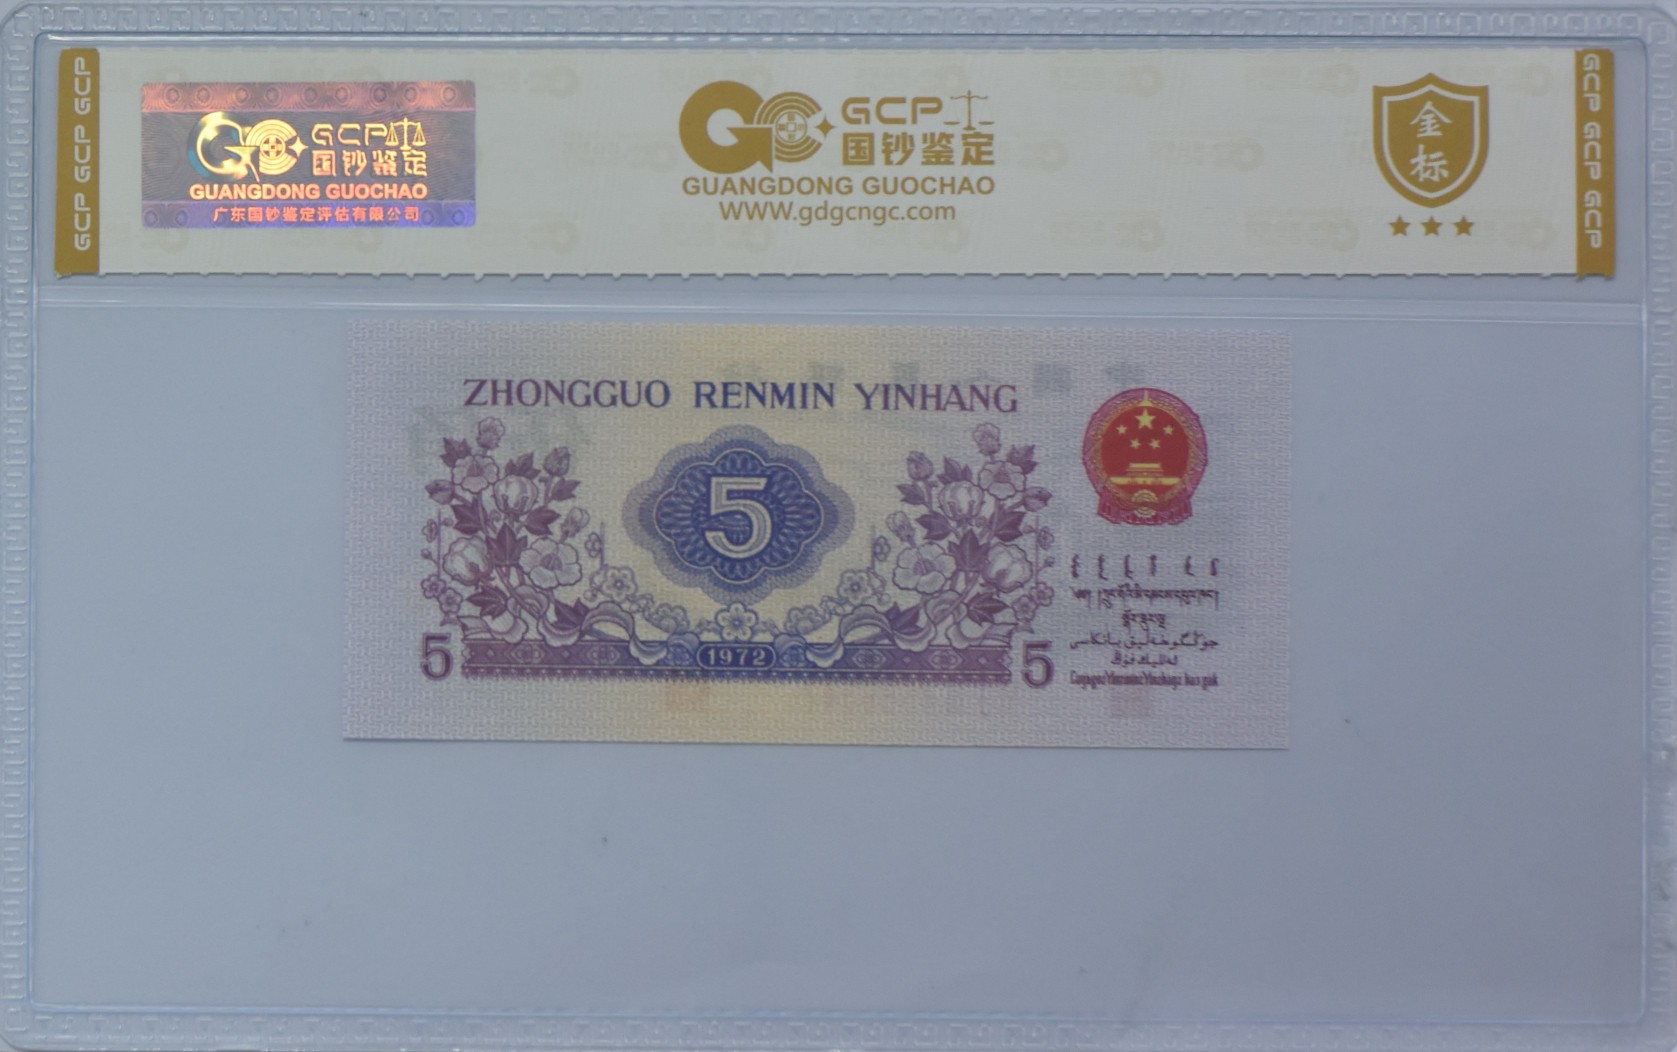 GCP GCP GCP
GCP 国钞鉴定
GUANGDONG GUOCHAO
广东国钞鉴定评估有限公司
GCP
国钞鉴定
GUANGDONG GUOCHAO
WWW.gdgcngc.com
金标
GCP GCP GCP
ZHONGGUO RENMIN YINHANG
5
5
1972
5